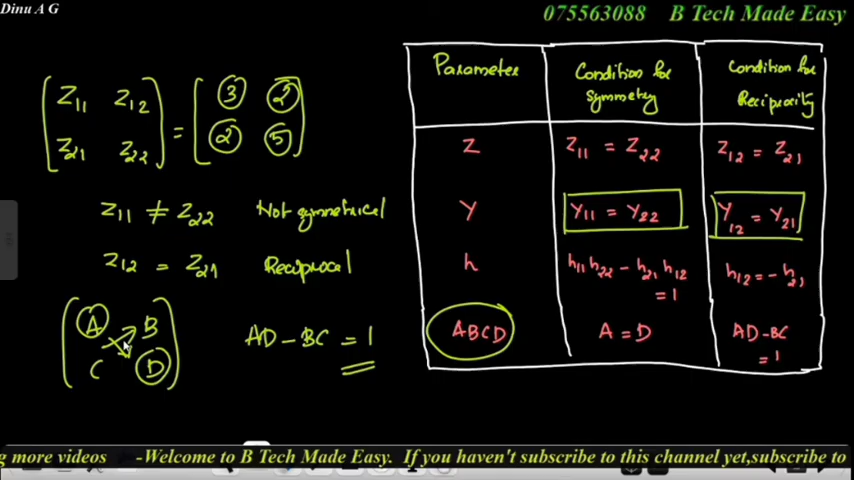 Dinu A G
075563088 B Tech Made Easy
Z11 Z12
Z21 Z22
=
3 2
2 5
Z11 ≠ Z22 Not symmetrical
Z12 = Z21 Reciprocal
A B
C D
AD - BC = 1
Parameter Condition for Symmetry Condition for Reciprocity
Z Z11 = Z22 Z12 = Z21
Y Y11 = Y22 Y12 = Y21
h h11 h22 - h21 h12 = 1 h12 = - h21
ABCD A = D AD-BC = 1
g more videos -Welcome to B Tech Made Easy. If you haven't subscribe to this channel yet,subscribe to